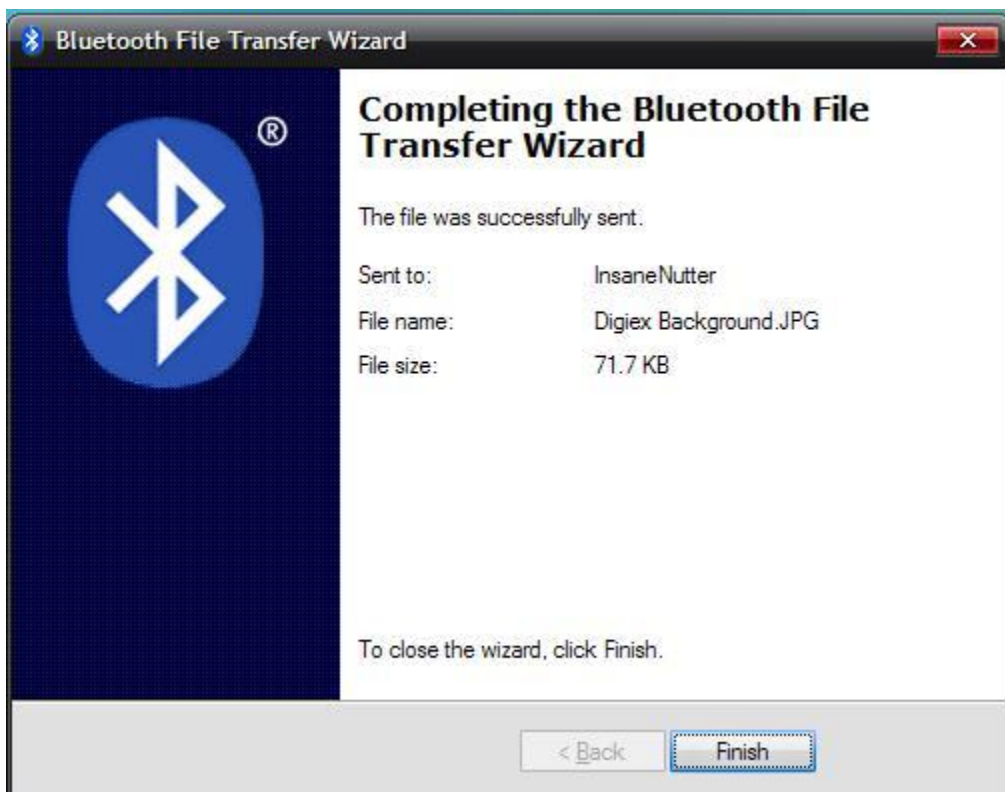 Bluetooth File Transfer Wizard
®
Completing the Bluetooth File
Transfer Wizard
The file was successfully sent.
Sent to: InsaneNutter
File name: Digiex Background.JPG
File size: 71.7 KB
To close the wizard, click Finish.
< Back Finish